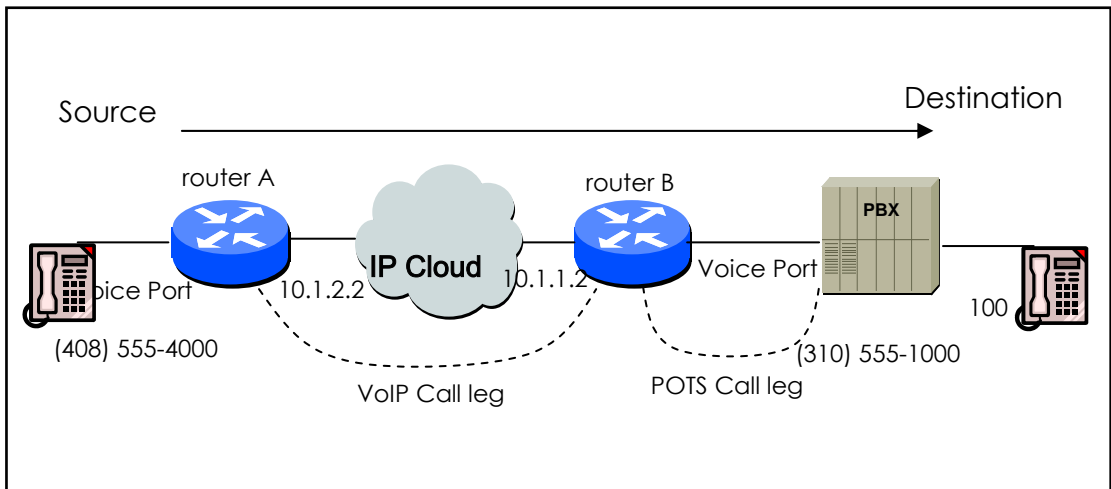 Source
Destination
router A
router B
PBX
IP Cloud
oice Port
10.1.2.2
10.1.1.2
Voice Port
100
(408) 555-4000
(310) 555-1000
VoIP Call leg
POTS Call leg